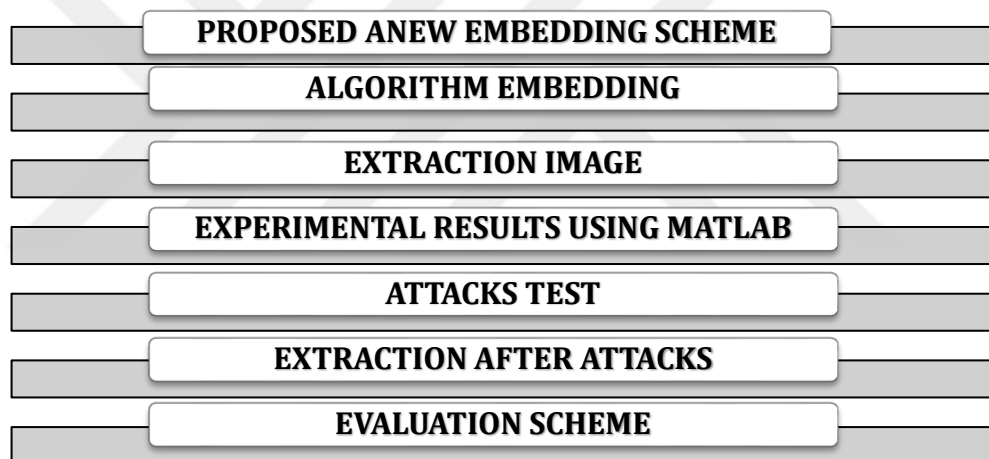 PROPOSED ANEW EMBEDDING SCHEME
ALGORITHM EMBEDDING
EXTRACTION IMAGE
EXPERIMENTAL RESULTS USING MATLAB
ATTACKS TEST
EXTRACTION AFTER ATTACKS
EVALUATION SCHEME